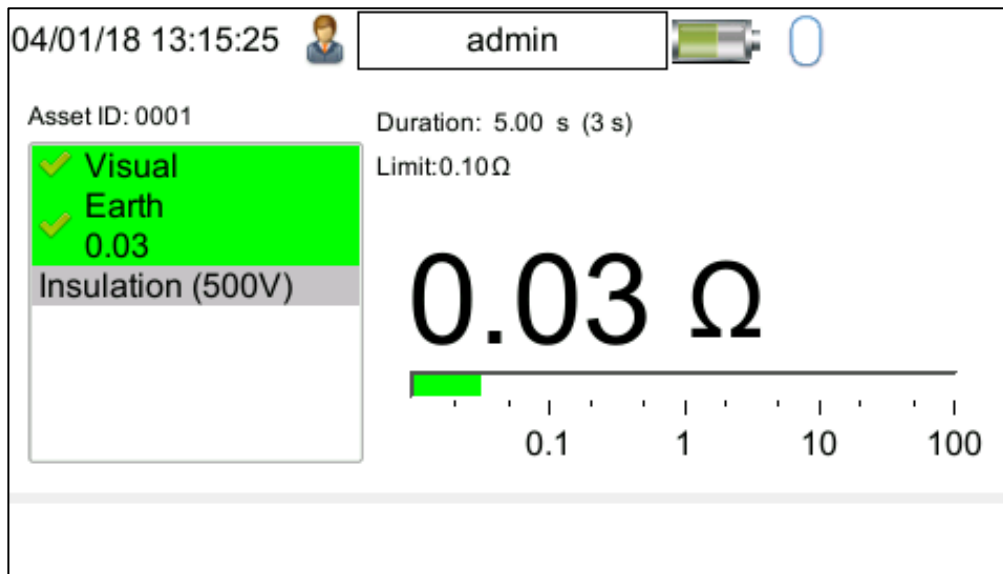 04/01/18 13:15:25 admin
Asset ID: 0001
Visual
Earth
0.03
Insulation (500V)
Duration: 5.00 s (3 s)
Limit:0.10Ω
0.03 Ω
0.1 1 10 100